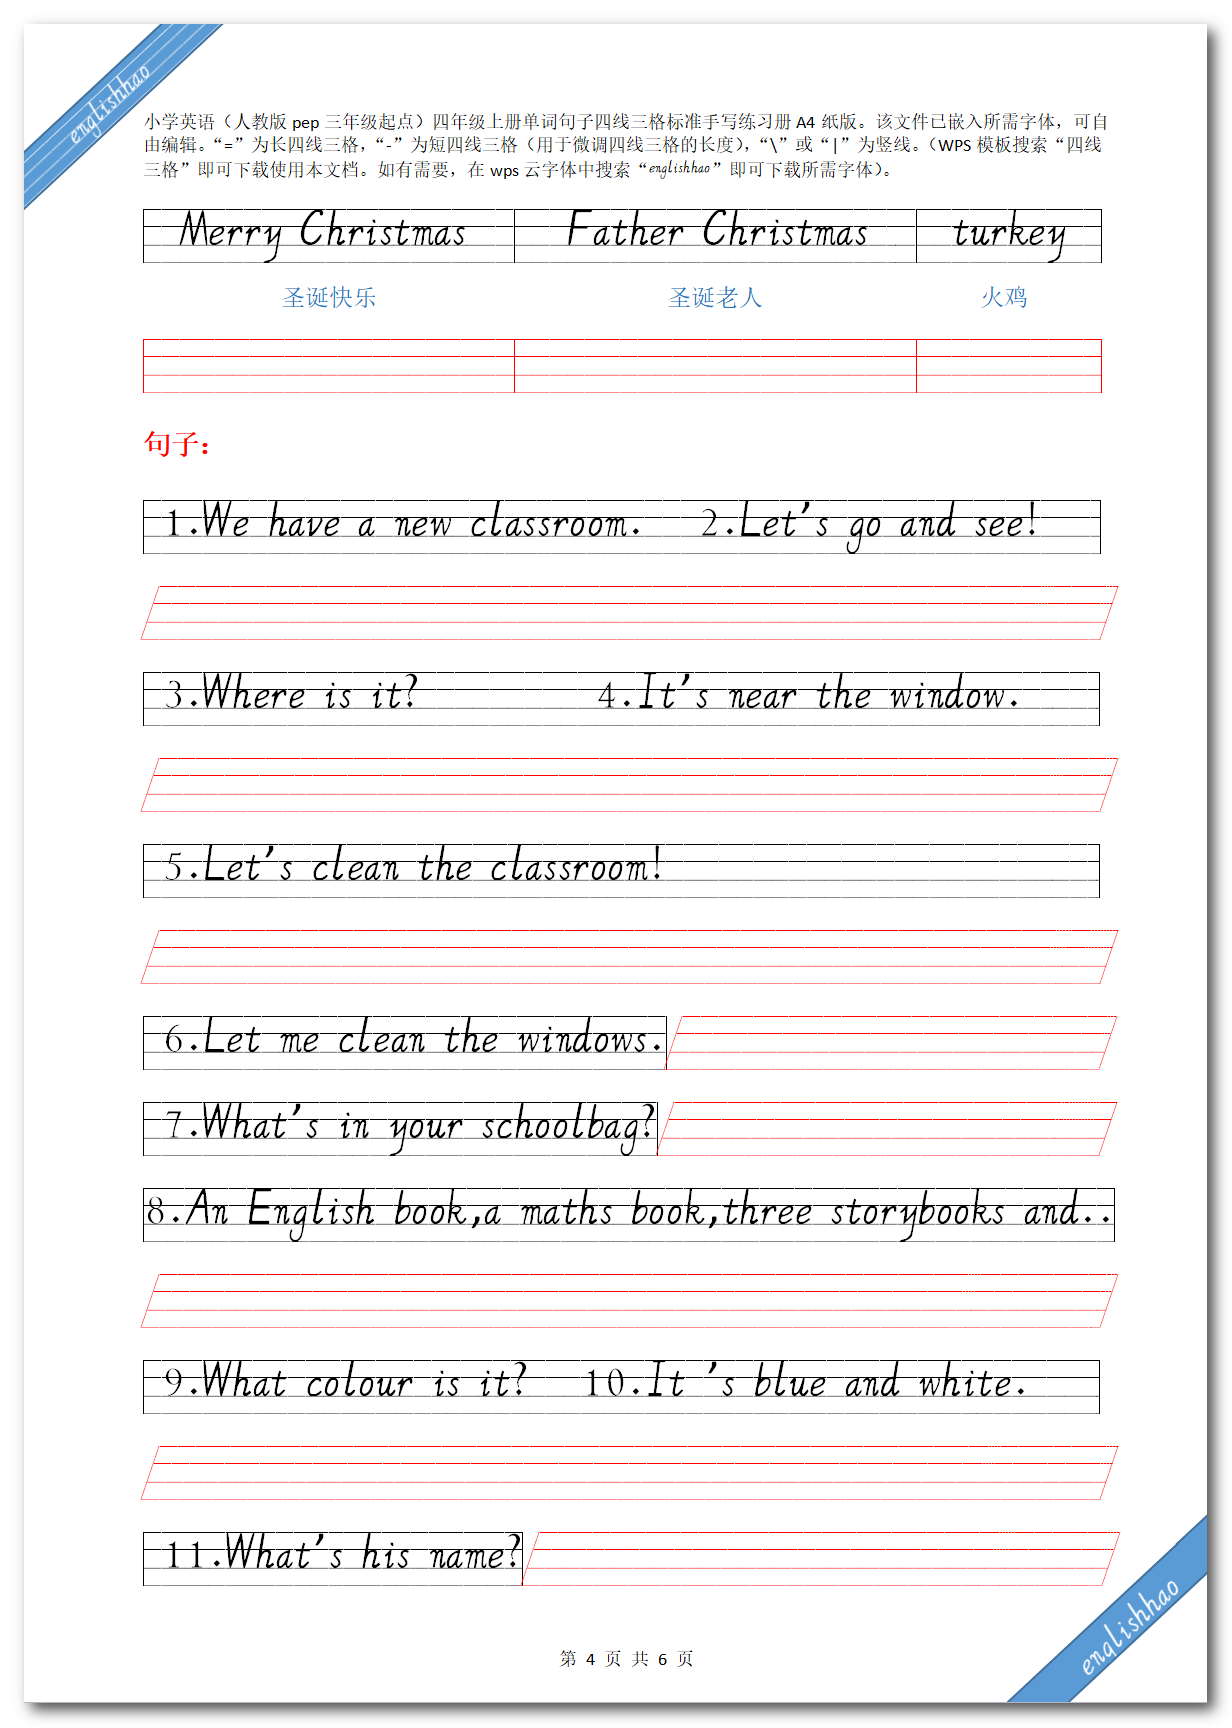 englishhao
小学英语（人教版 pep 三年级起点）四年级上册单词句子四线三格标准手写练习册 A4 纸版。该文件已嵌入所需字体，可自
由编辑。“=”为长四线三格，“-”为短四线三格（用于微调四线三格的长度），“\”或“|”为竖线。（WPS 模板搜索“四线
三格”即可下载使用本文档。如有需要，在 wps 云字体中搜索“englishhao”即可下载所需字体）。
Merry Christmas Father Christmas turkey
圣诞快乐 圣诞老人 火鸡
句子：
1.We have a new classroom. 2.Let's go and see!
3.Where is it? 4.It's near the window.
5.Let's clean the classroom!
6.Let me clean the windows.
7.What's in your schoolbag?
8.An English book,a maths book,three storybooks and..
9.What colour is it? 10.It 's blue and white.
11.What's his name?
englishhao
第 4 页 共 6 页